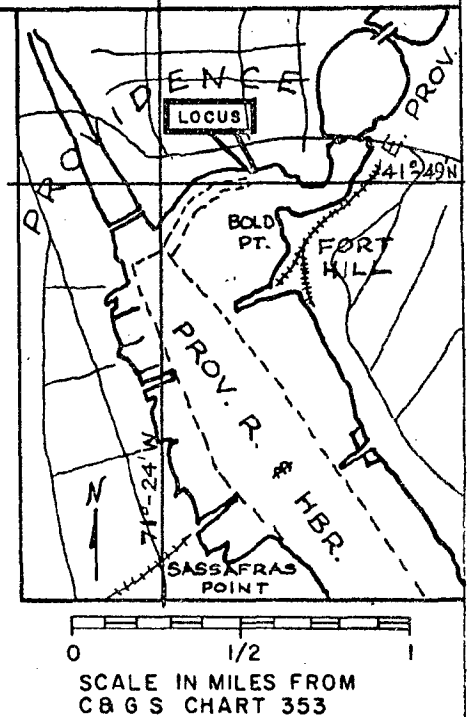 PROVIDENCE
E. PROV.
LOCUS
41°-49'N
BOLD
PT.
FORT
HILL
PROV. R. & HBR.
71°-24' W
N
SASSAFRAS
POINT
0 1/2 1
SCALE IN MILES FROM
C&GS CHART 353